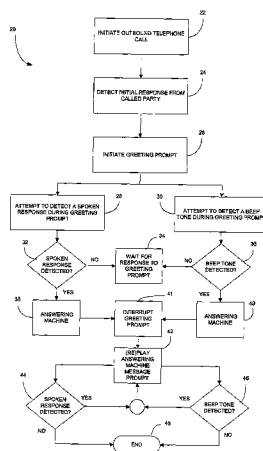 20
22
INITIATE OUTBOUND TELEPHONE
CALL
24
DETECT INITIAL RESPONSE FROM
CALLED PARTY
26
INITIATE GREETING PROMPT
28
ATTEMPT TO DETECT A SPOKEN
RESPONSE DURING GREETING
PROMPT
30
ATTEMPT TO DETECT A BEEP
TONE DURING GREETING PROMPT
32
SPOKEN
RESPONSE
DETECTED?
NO
YES
34
WAIT FOR
RESPONSE TO
GREETING
PROMPT
36
BEEP TONE
DETECTED?
NO
YES
38
ANSWERING
MACHINE
41
INTERRUPT
GREETING
PROMPT
40
ANSWERING
MACHINE
42
(RE)PLAY
ANSWERING
MACHINE
MESSAGE
PROMPT
44
SPOKEN
RESPONSE
DETECTED?
YES
NO
46
BEEP TONE
DETECTED?
YES
NO
48
END